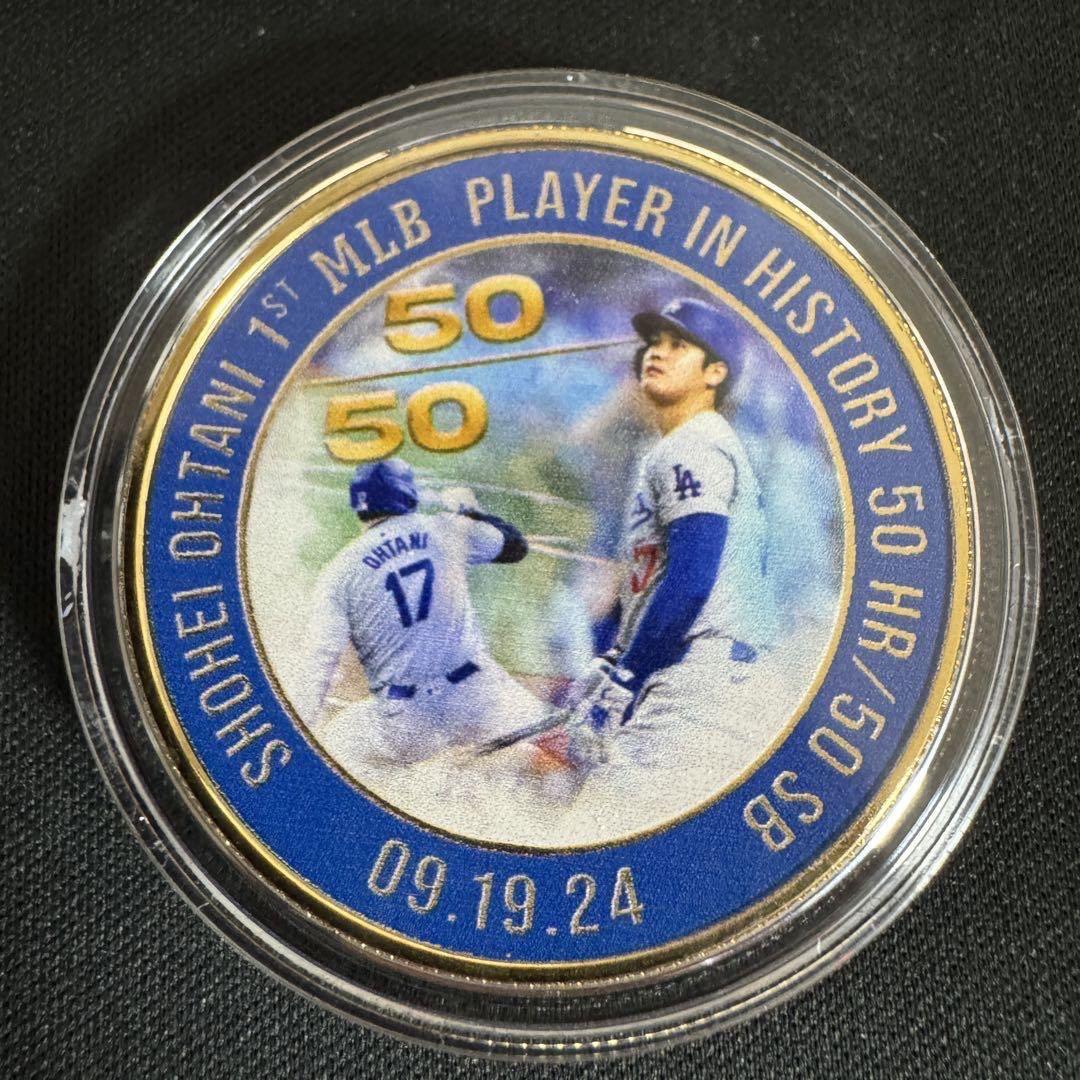 SHOHEI OHTANI 1ST MLB PLAYER IN HISTORY 50 HR/50 SB
50
50
LA
OHTANI
17
09.19.24